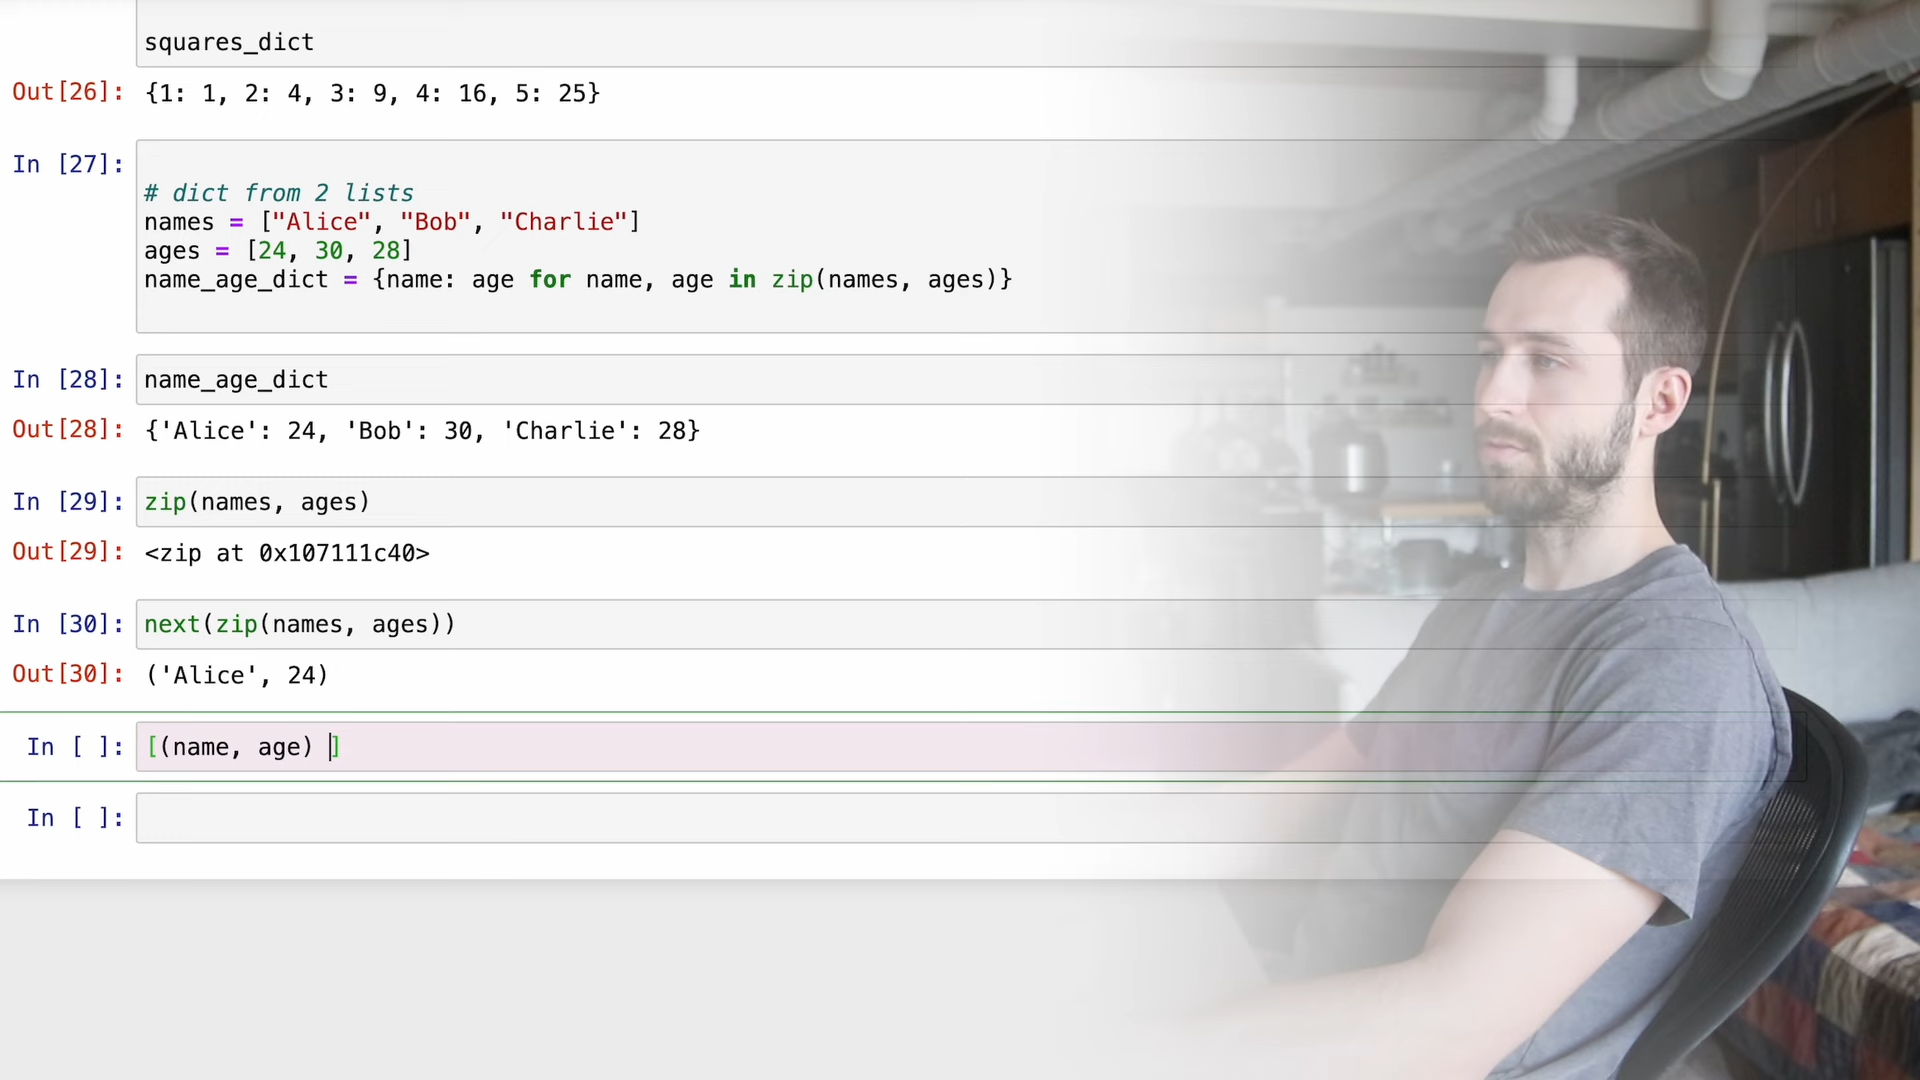 squares_dict
Out[26]: {1: 1, 2: 4, 3: 9, 4: 16, 5: 25}
In [27]:
# dict from 2 lists
names = ["Alice", "Bob", "Charlie"]
ages = [24, 30, 28]
name_age_dict = {name: age for name, age in zip(names, ages)}
In [28]: name_age_dict
Out[28]: {'Alice': 24, 'Bob': 30, 'Charlie': 28}
In [29]: zip(names, ages)
Out[29]: <zip at 0x107111c40>
In [30]: next(zip(names, ages))
Out[30]: ('Alice', 24)
In [ ]: [(name, age) ]
In [ ]: